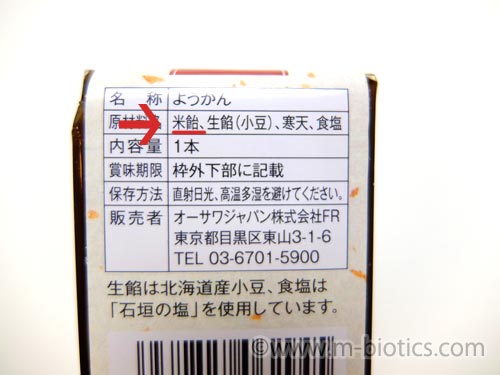 名称 ようかん
原材料名 米飴、生餡(小豆)、寒天、食塩
内容量 1本
賞味期限 枠外下部に記載
保存方法 直射日光、高温多湿を避けてください。
販売者 オーサワジャパン株式会社FR
東京都目黒区東山3-1-6
TEL 03-6701-5900
生餡は北海道産小豆、食塩は
「石垣の塩」を使用しています。
©www.m-biotics.com